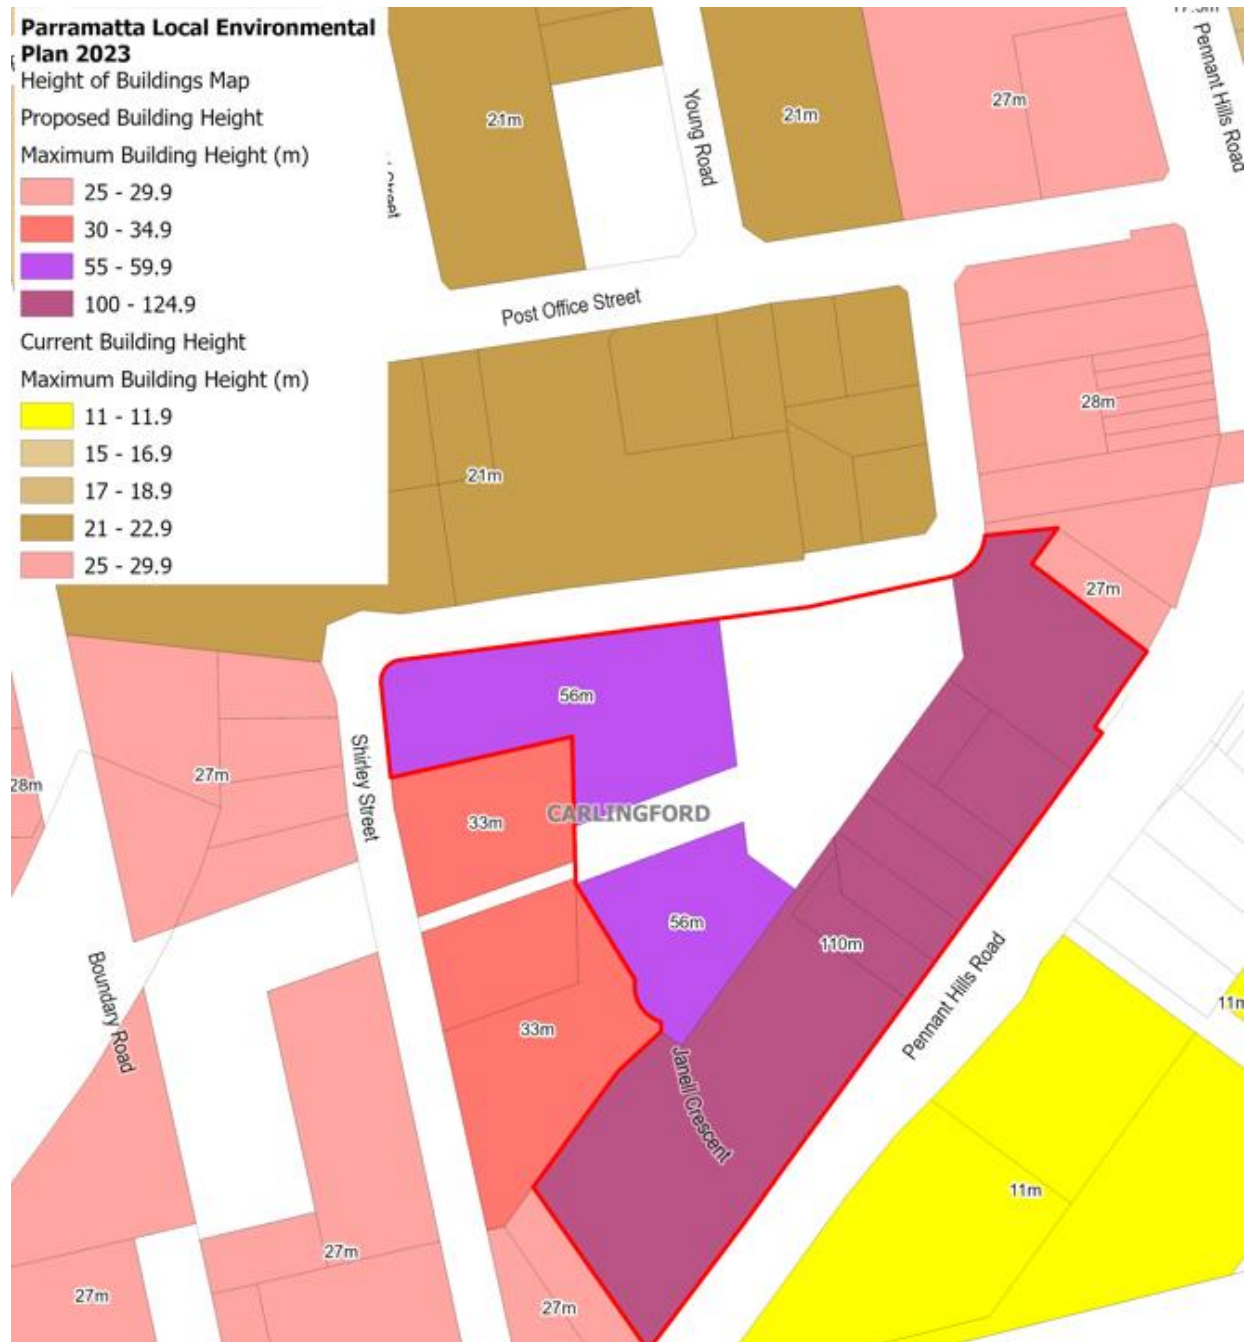 Parramatta Local Environmental
Plan 2023
Height of Buildings Map
Proposed Building Height
Maximum Building Height (m)
25 - 29.9
30 - 34.9
55 - 59.9
100 - 124.9
Current Building Height
Maximum Building Height (m)
11 - 11.9
15 - 16.9
17 - 18.9
21 - 22.9
25 - 29.9
21m
Young Road
21m
27m
Pennant Hills Road
Street
Post Office Street
28m
21m
27m
56m
Shirley Street
27m
28m
33m
CARLINGFORD
56m
110m
Boundary Road
33m
Janell Crescent
Pennant Hills Road
11m
11m
27m
27m
27m